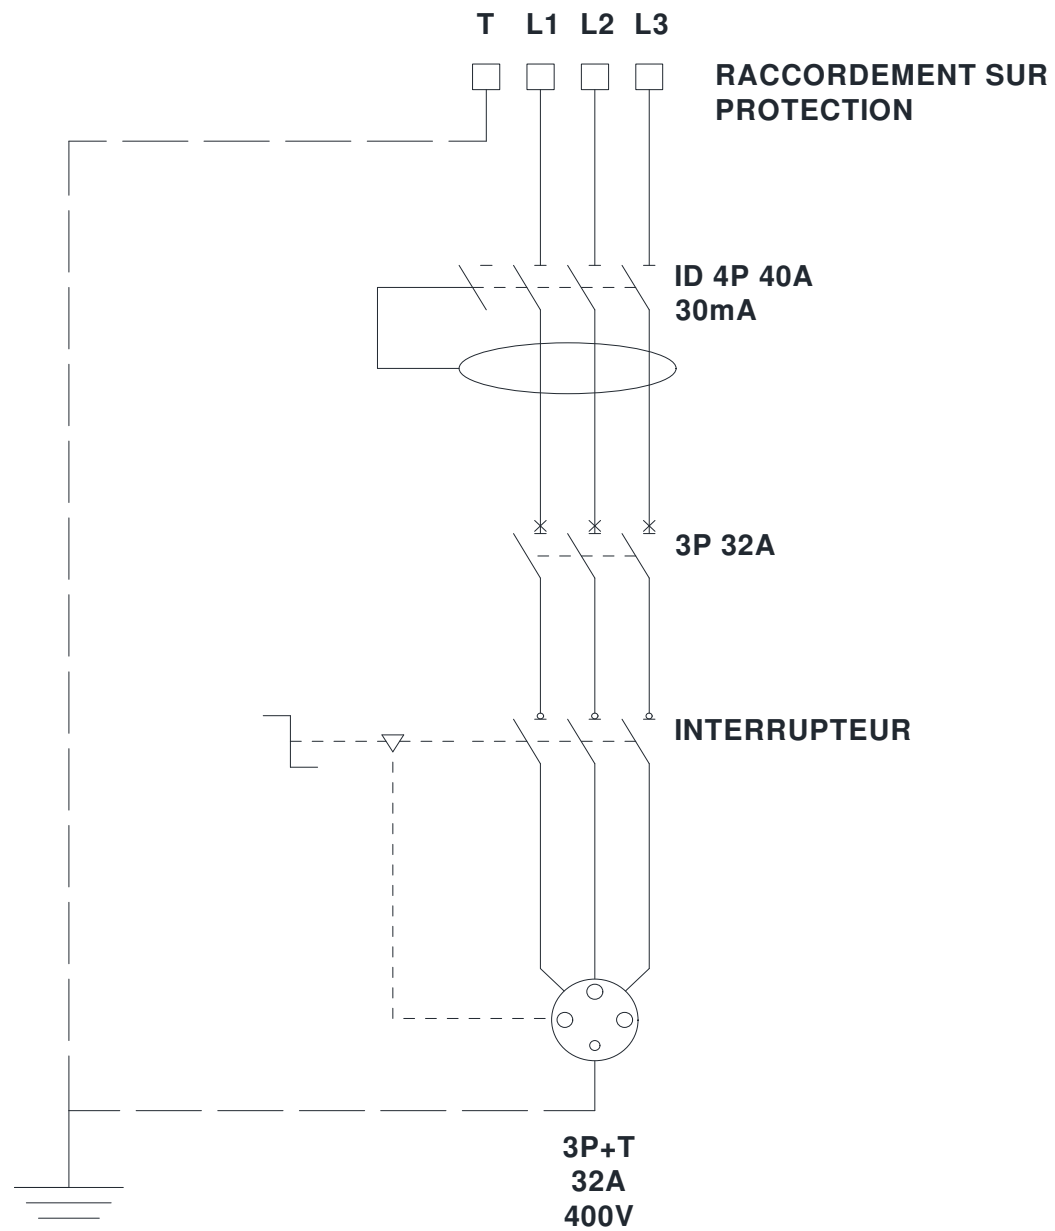 T L1 L2 L3
RACCORDEMENT SUR
PROTECTION
ID 4P 40A
30mA
3P 32A
INTERRUPTEUR
3P+T
32A
400V